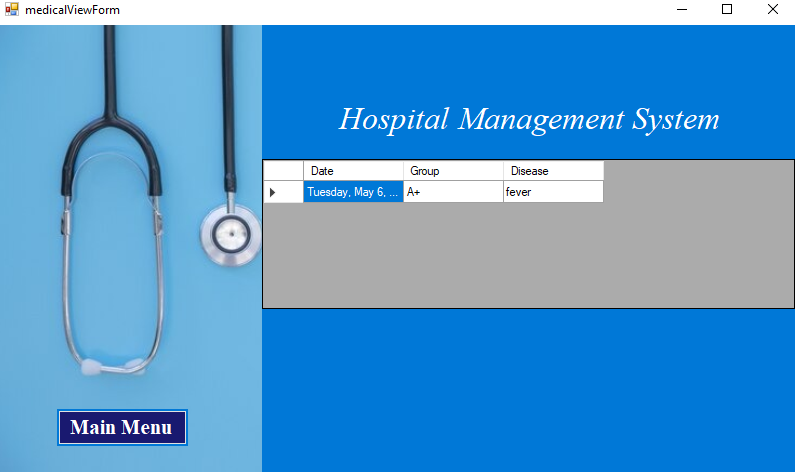 medicalViewForm
Hospital Management System
Date Group Disease
Tuesday, May 6, ... A+ fever
Main Menu